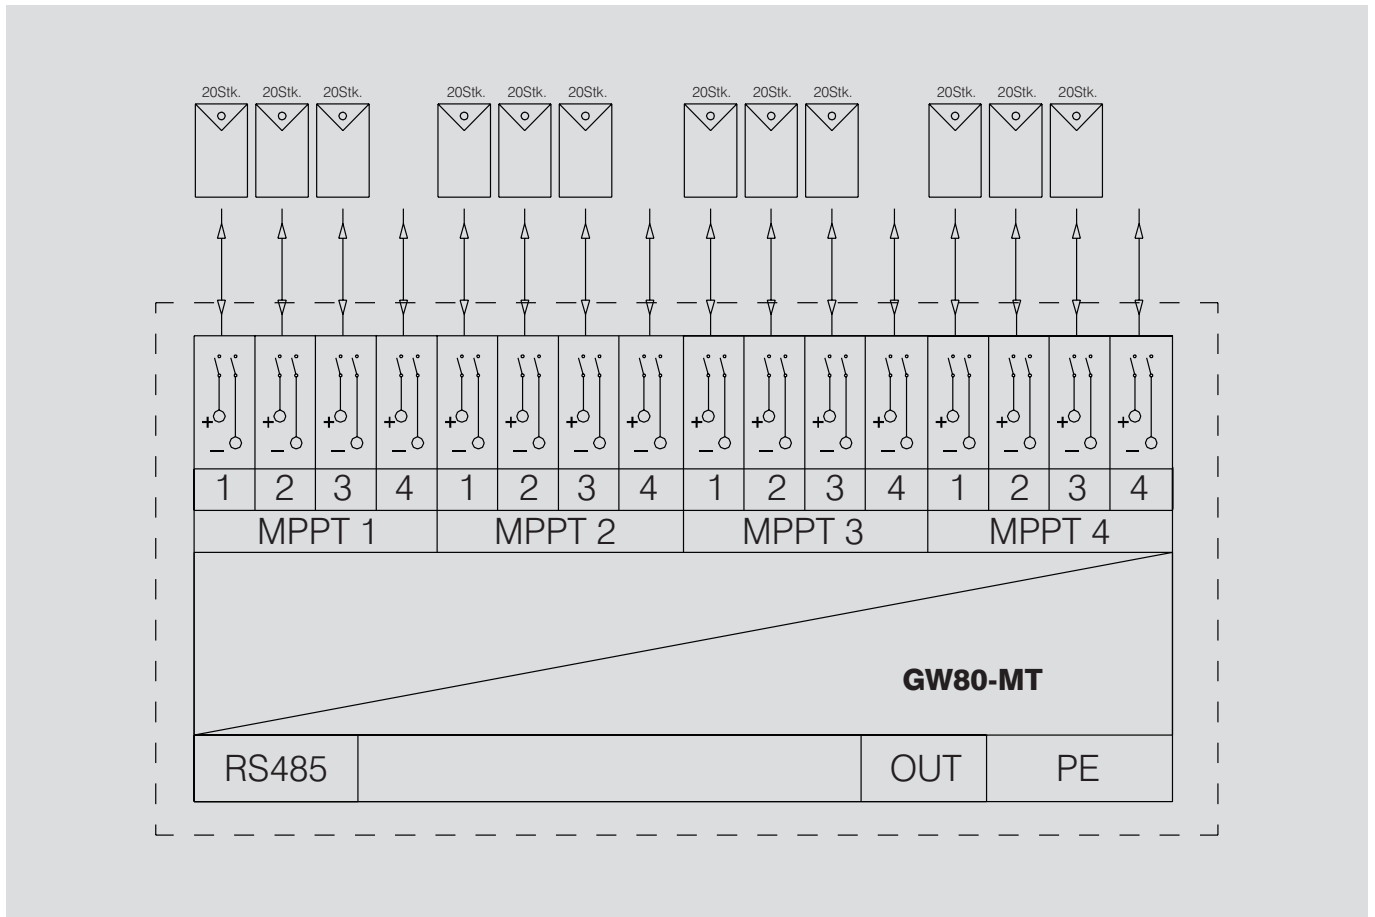 20Stk. 20Stk. 20Stk. 20Stk. 20Stk. 20Stk. 20Stk. 20Stk. 20Stk. 20Stk. 20Stk. 20Stk.
+ + + + + + + + + + + + + + + +
– – – – – – – – – – – – – – – –
1 2 3 4 1 2 3 4 1 2 3 4 1 2 3 4
MPPT 1 MPPT 2 MPPT 3 MPPT 4
GW80-MT
RS485 OUT PE